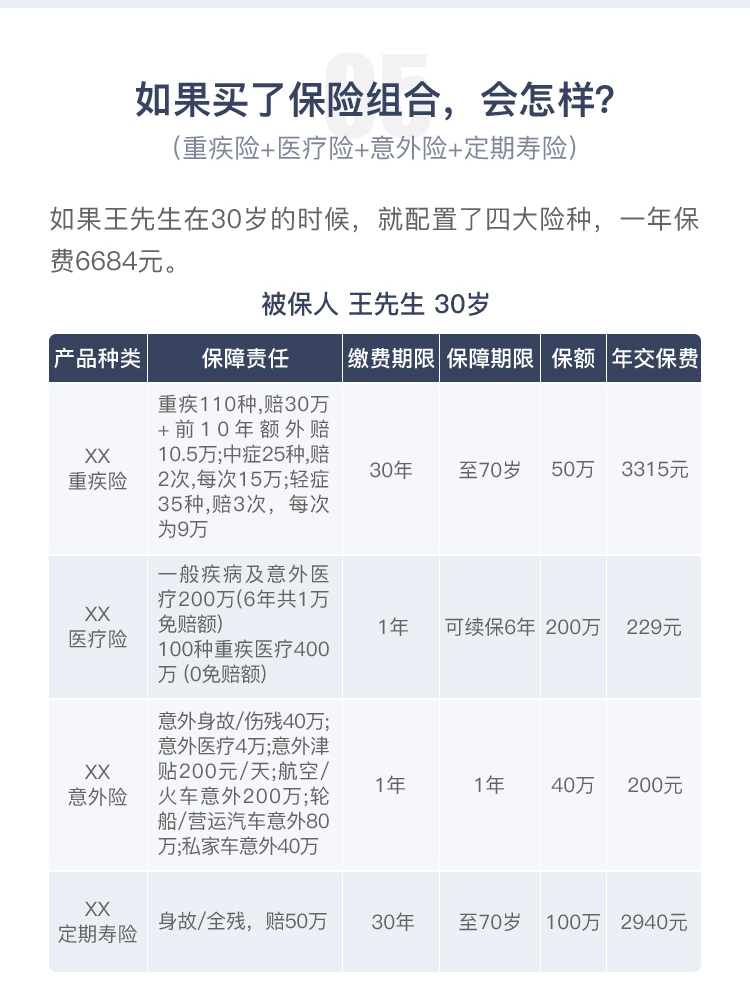 05
如果买了保险组合，会怎样？
（重疾险+医疗险+意外险+定期寿险）
如果王先生在30岁的时候，就配置了四大险种，一年保
费6684元。
被保人 王先生 30岁
产品种类 保障责任 缴费期限 保障期限 保额 年交保费
XX
重疾险
重疾110种,赔30万
+前10年额外赔
10.5万;中症25种,赔
2次,每次15万;轻症
35种,赔3次，每次
为9万
30年
至70岁
50万
3315元
XX
医疗险
一般疾病及意外医
疗200万(6年共1万
免赔额)
100种重疾医疗400
万 (0免赔额)
1年
可续保6年
200万
229元
XX
意外险
意外身故/伤残40万;
意外医疗4万;意外津
贴200元/天;航空/
火车意外200万;轮
船/营运汽车意外80
万;私家车意外40万
1年
1年
40万
200元
XX
定期寿险
身故/全残，赔50万
30年
至70岁
100万
2940元